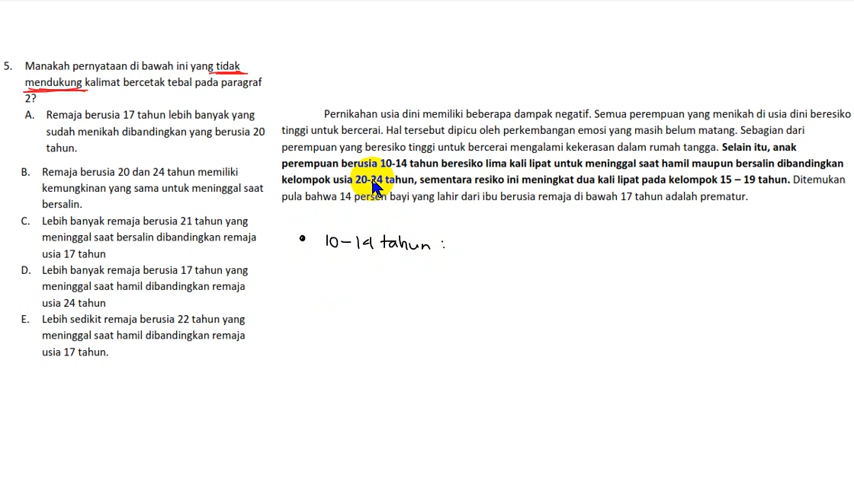 5. Manakah pernyataan di bawah ini yang tidak
mendukung kalimat bercetak tebal pada paragraf
2?
A. Remaja berusia 17 tahun lebih banyak yang
sudah menikah dibandingkan yang berusia 20
tahun.
B. Remaja berusia 20 dan 24 tahun memiliki
kemungkinan yang sama untuk meninggal saat
bersalin.
C. Lebih banyak remaja berusia 21 tahun yang
meninggal saat bersalin dibandingkan remaja
usia 17 tahun
D. Lebih banyak remaja berusia 17 tahun yang
meninggal saat hamil dibandingkan remaja
usia 24 tahun
E. Lebih sedikit remaja berusia 22 tahun yang
meninggal saat hamil dibandingkan remaja
usia 17 tahun.
Pernikahan usia dini memiliki beberapa dampak negatif. Semua perempuan yang menikah di usia dini beresiko
tinggi untuk bercerai. Hal tersebut dipicu oleh perkembangan emosi yang masih belum matang. Sebagian dari
perempuan yang beresiko tinggi untuk bercerai mengalami kekerasan dalam rumah tangga. Selain itu, anak
perempuan berusia 10-14 tahun beresiko lima kali lipat untuk meninggal saat hamil maupun bersalin dibandingkan
kelompok usia 20-24 tahun, sementara resiko ini meningkat dua kali lipat pada kelompok 15 – 19 tahun. Ditemukan
pula bahwa 14 persen bayi yang lahir dari ibu berusia remaja di bawah 17 tahun adalah prematur.
• 10-14 tahun :